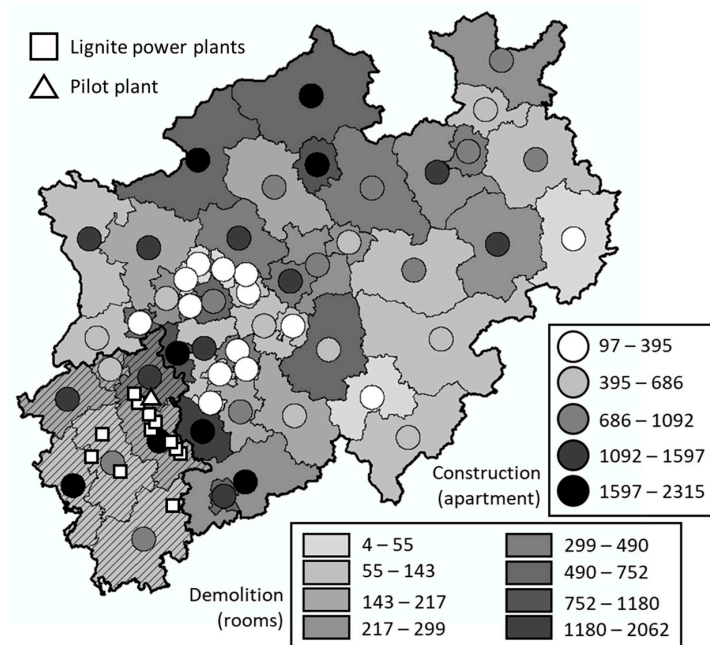 Lignite power plants
Pilot plant
97 – 395
395 – 686
686 – 1092
1092 – 1597
1597 – 2315
Construction
(apartment)
Demolition
(rooms)
4 – 55
55 – 143
143 – 217
217 – 299
299 – 490
490 – 752
752 – 1180
1180 – 2062